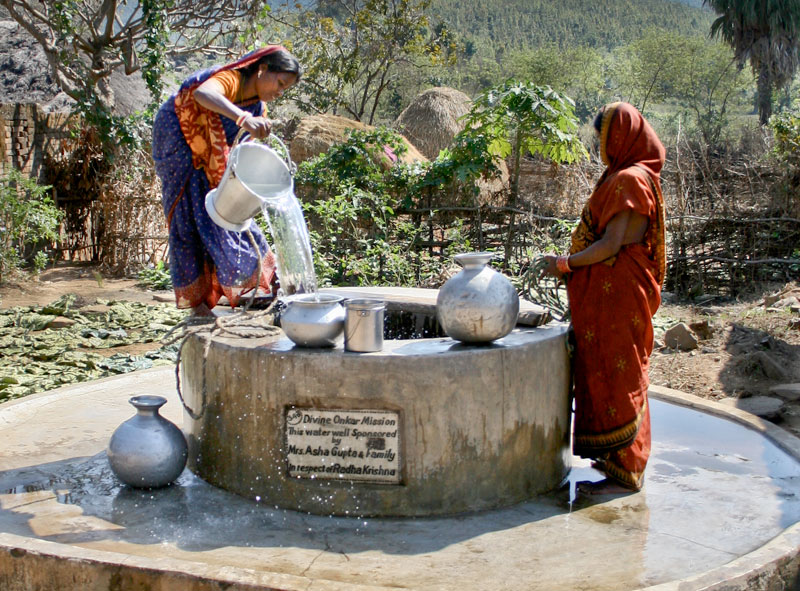 Divine Onkar Mission
This water well Sponsored
by
Mrs. Asha Gupta & Family
In respect of Radha Krishna